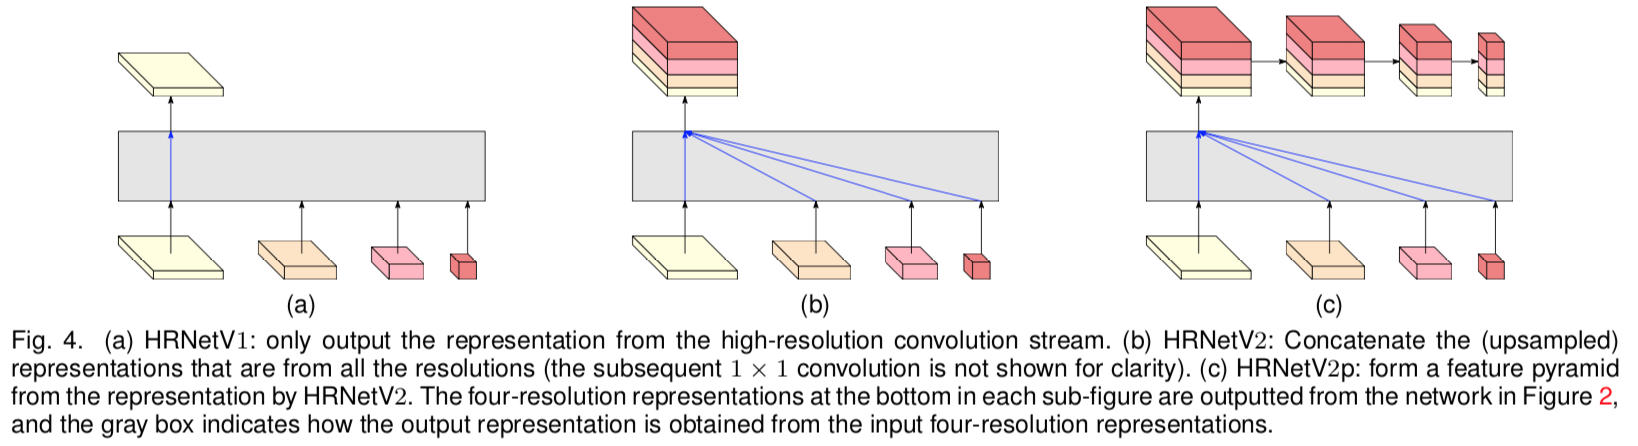 (a)
(b)
(c)
Fig. 4. (a) HRNetV1: only output the representation from the high-resolution convolution stream. (b) HRNetV2: Concatenate the (upsampled)
representations that are from all the resolutions (the subsequent 1 × 1 convolution is not shown for clarity). (c) HRNetV2p: form a feature pyramid
from the representation by HRNetV2. The four-resolution representations at the bottom in each sub-figure are outputted from the network in Figure 2,
and the gray box indicates how the output representation is obtained from the input four-resolution representations.